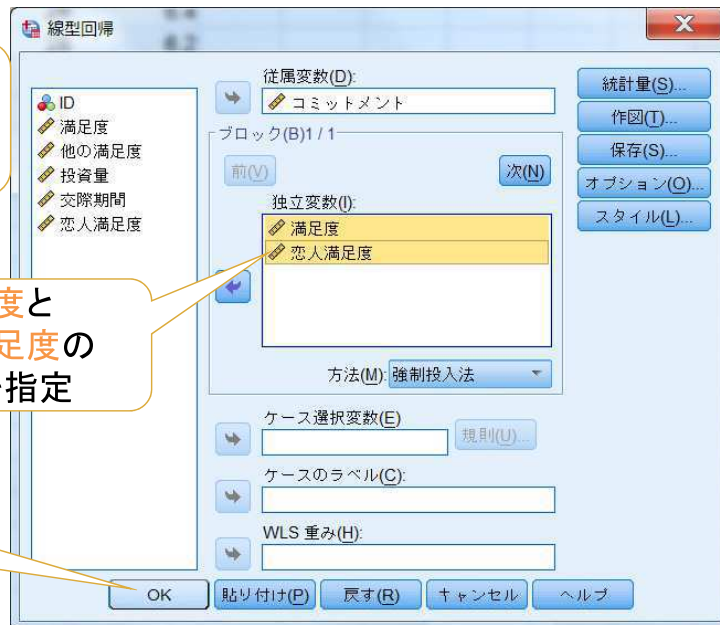 線型回帰
ID
満足度
他の満足度
投資量
交際期間
恋人満足度
従属変数(D):
コミットメント
ブロック(B)1 / 1
前(V)
次(N)
独立変数(I):
満足度
恋人満足度
方法(M): 強制投入法
ケース選択変数(E)
規則(U)...
ケースのラベル(C):
WLS 重み(H):
統計量(S)...
作図(T)...
保存(S)...
オプション(O)...
スタイル(L)...
度と
足度の
指定
OK
貼り付け(P)
戻す(R)
キャンセル
ヘルプ